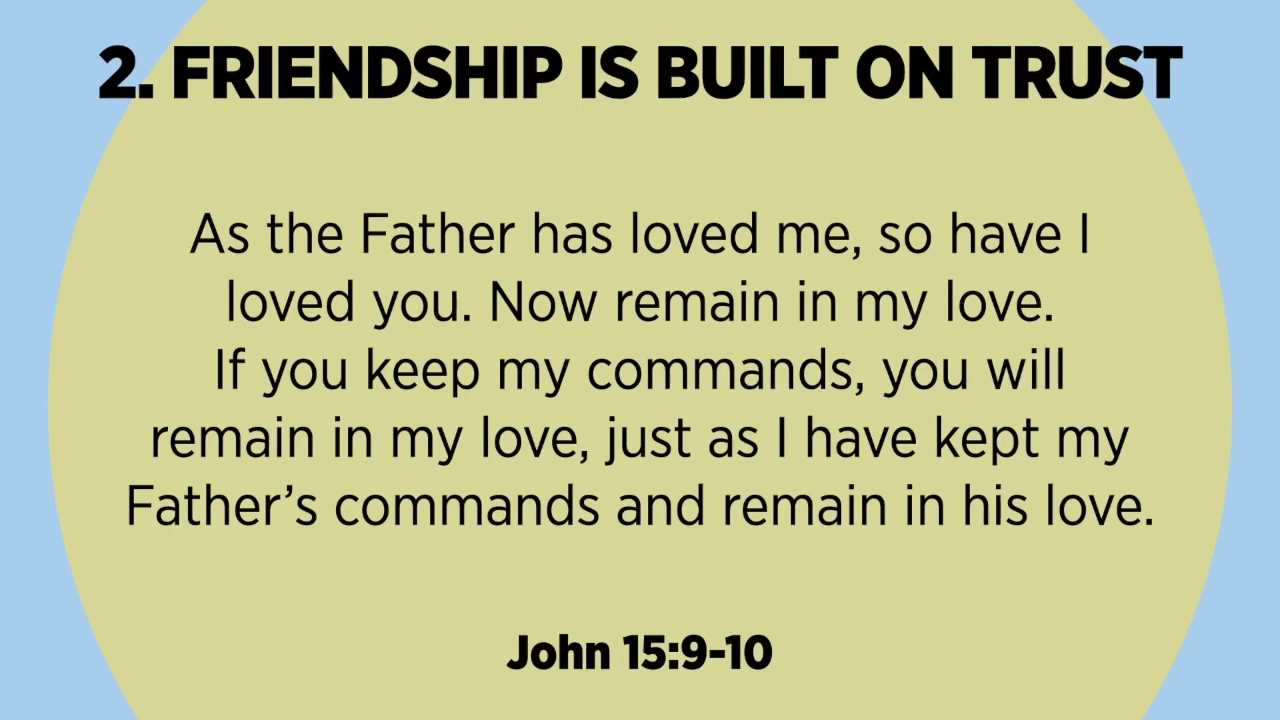 2. FRIENDSHIP IS BUILT ON TRUST
As the Father has loved me, so have I
loved you. Now remain in my love.
If you keep my commands, you will
remain in my love, just as I have kept my
Father’s commands and remain in his love.
John 15:9-10